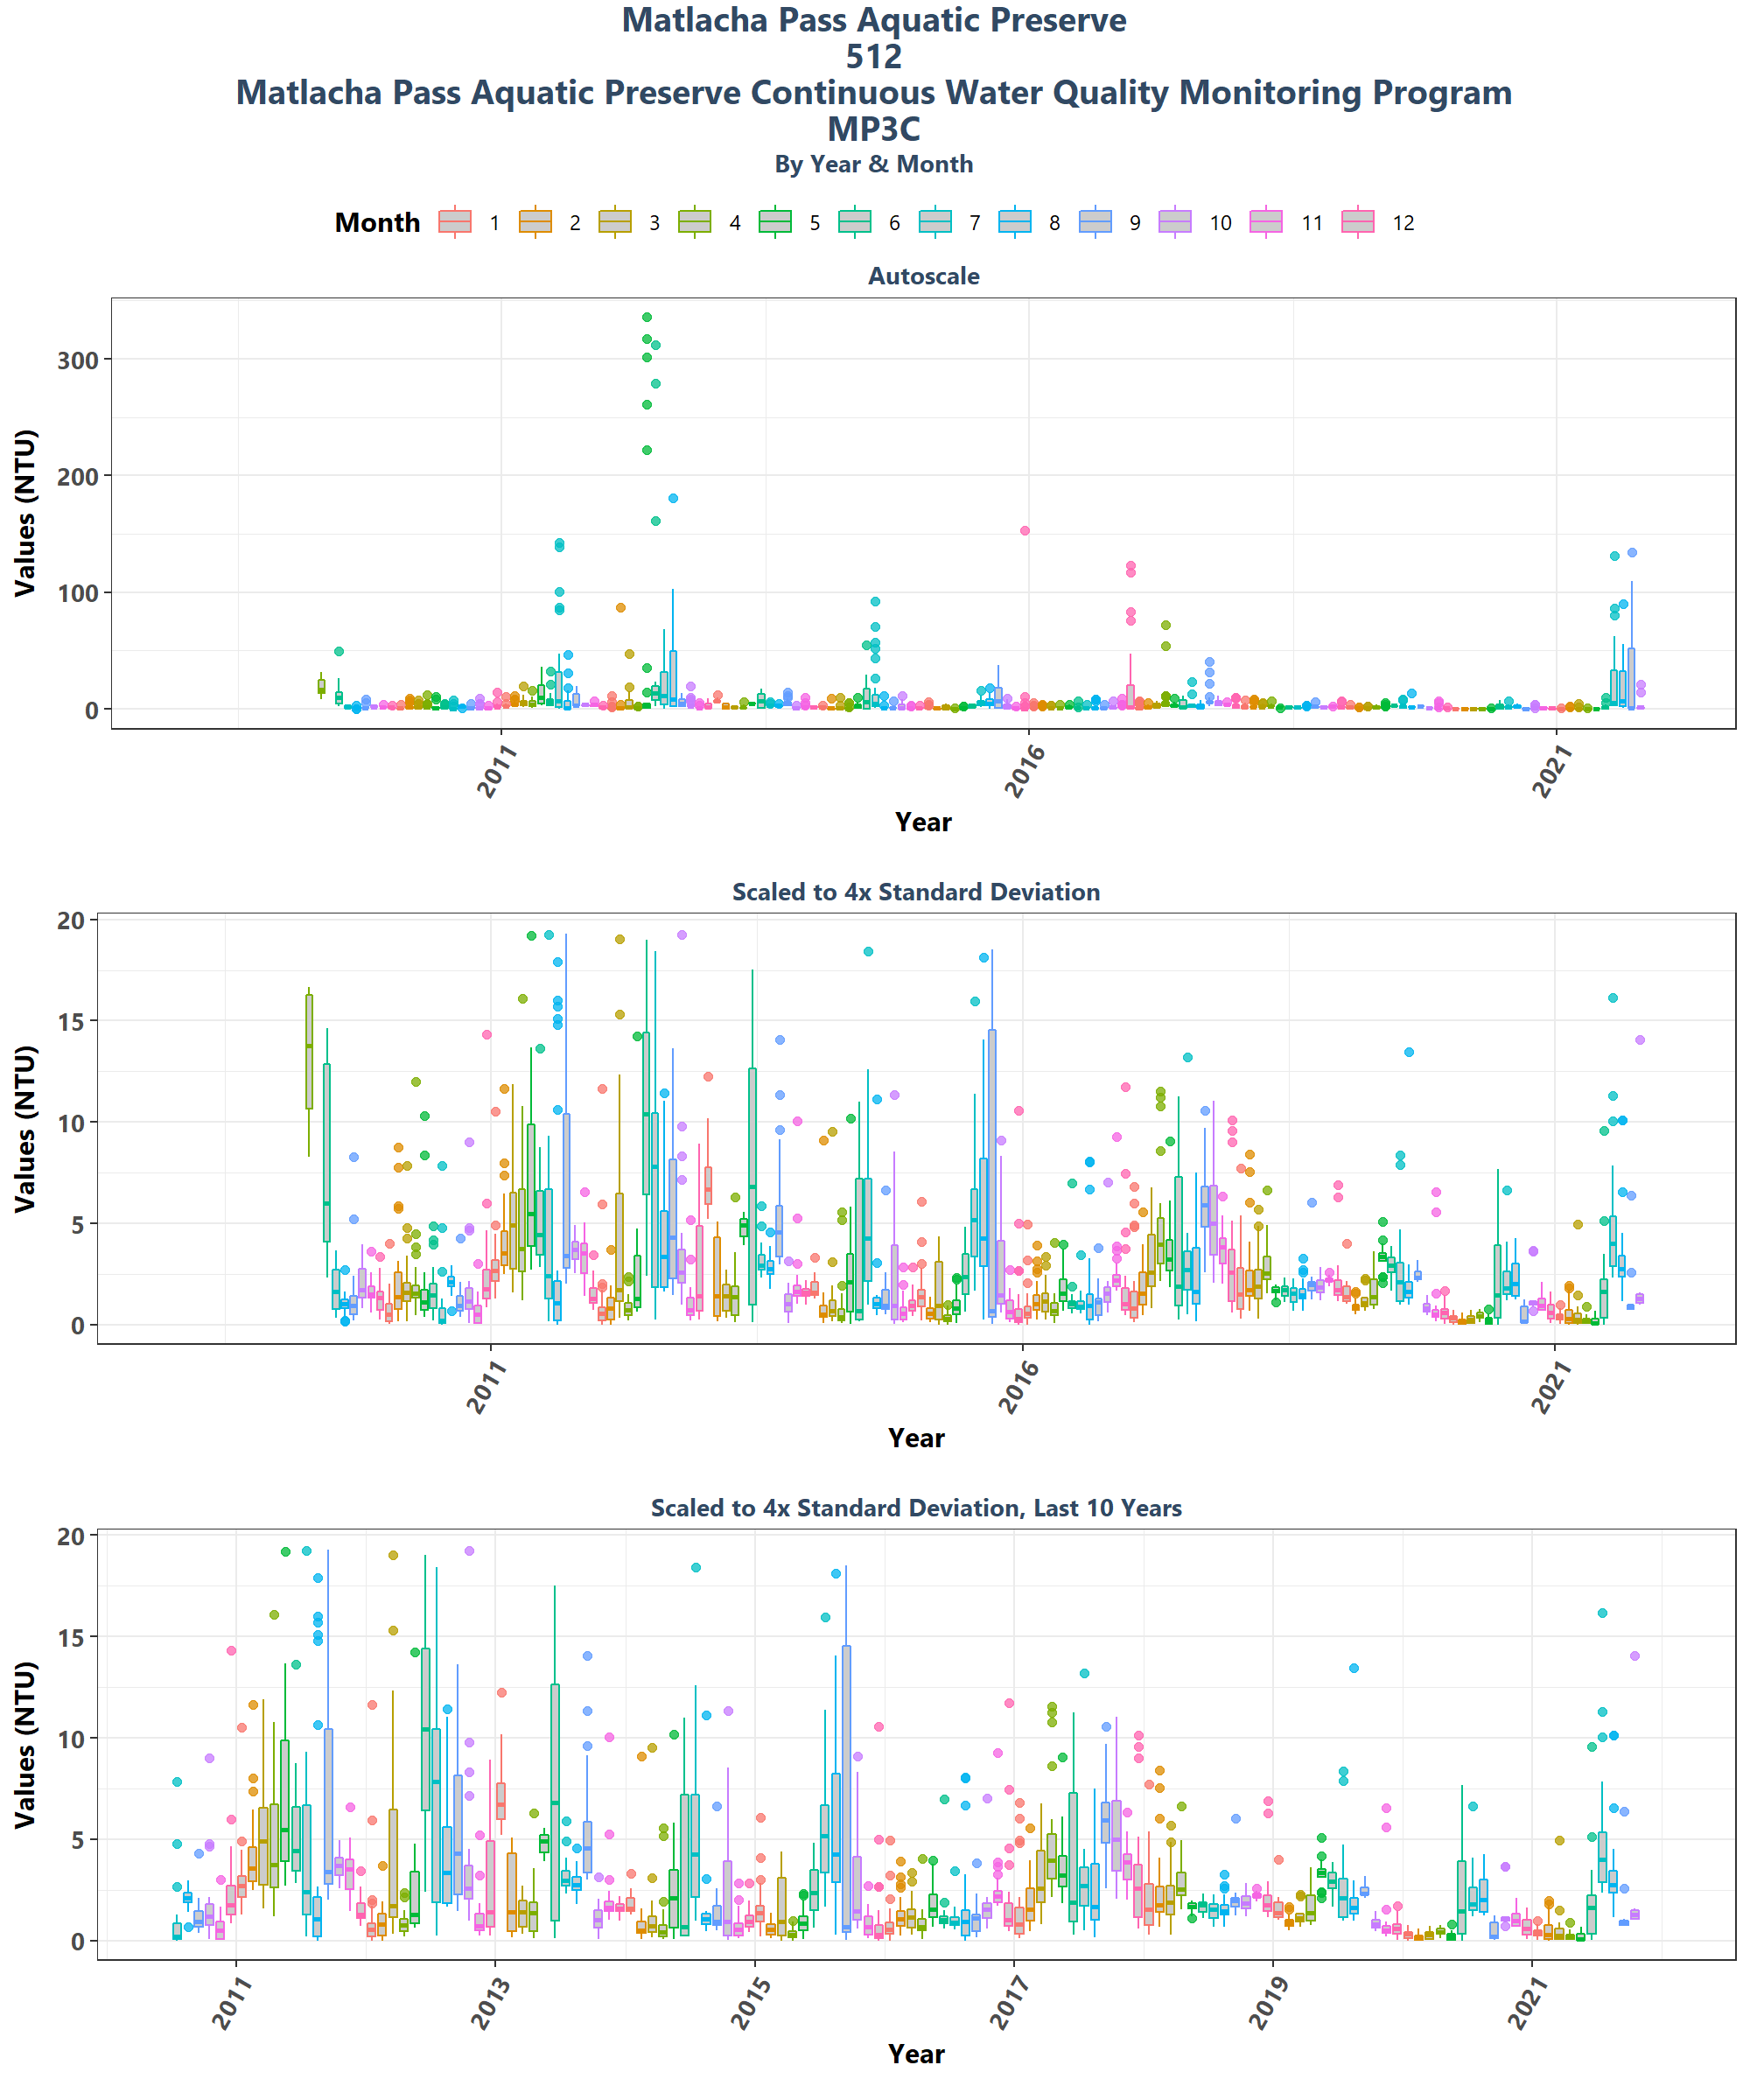 Matlacha Pass Aquatic Preserve
512
Matlacha Pass Aquatic Preserve Continuous Water Quality Monitoring Program
MP3C
By Year & Month
Month 1 2 3 4 5 6 7 8 9 10 11 12
Autoscale
Values (NTU)
300
200
100
0
2011 2016 2021
Year
Scaled to 4x Standard Deviation
Values (NTU)
20
15
10
5
0
2011 2016 2021
Year
Scaled to 4x Standard Deviation, Last 10 Years
Values (NTU)
20
15
10
5
0
2011 2013 2015 2017 2019 2021
Year